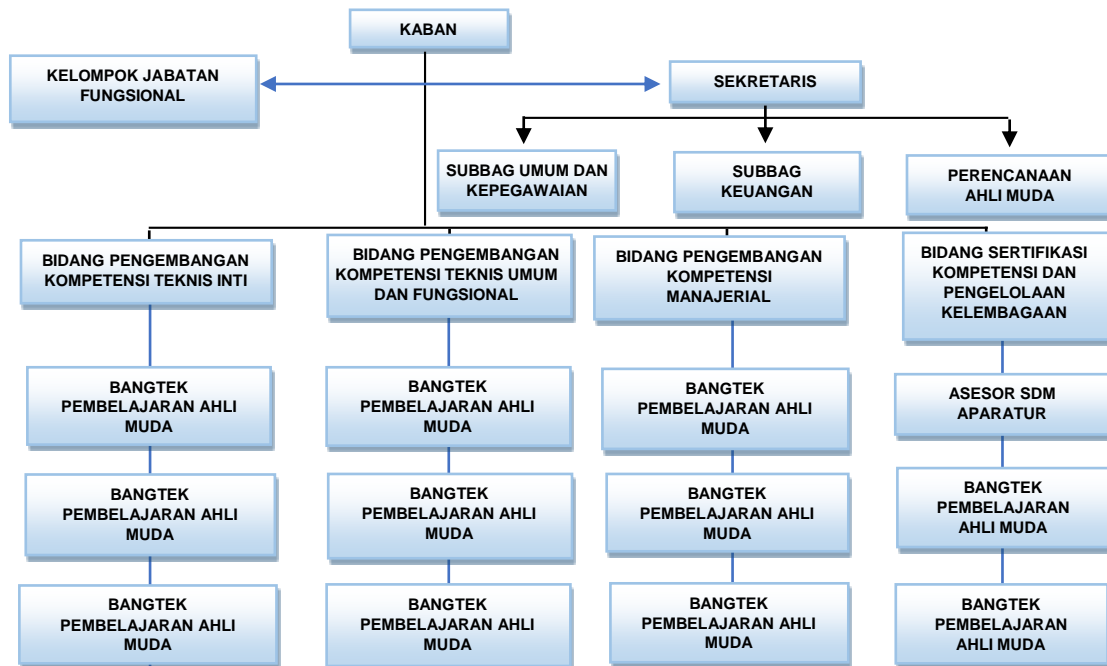 KABAN
KELOMPOK JABATAN
FUNGSIONAL
SEKRETARIS
SUBBAG UMUM DAN
KEPEGAWAIAN
SUBBAG
KEUANGAN
PERENCANAAN
AHLI MUDA
BIDANG PENGEMBANGAN
KOMPETENSI TEKNIS INTI
BIDANG PENGEMBANGAN
KOMPETENSI TEKNIS UMUM
DAN FUNGSIONAL
BIDANG PENGEMBANGAN
KOMPETENSI
MANAJERIAL
BIDANG SERTIFIKASI
KOMPETENSI DAN
PENGELOLAAN
KELEMBAGAAN
BANGTEK
PEMBELAJARAN AHLI
MUDA
BANGTEK
PEMBELAJARAN AHLI
MUDA
BANGTEK
PEMBELAJARAN AHLI
MUDA
ASESOR SDM
APARATUR
BANGTEK
PEMBELAJARAN AHLI
MUDA
BANGTEK
PEMBELAJARAN AHLI
MUDA
BANGTEK
PEMBELAJARAN AHLI
MUDA
BANGTEK
PEMBELAJARAN
AHLI MUDA
BANGTEK
PEMBELAJARAN AHLI
MUDA
BANGTEK
PEMBELAJARAN AHLI
MUDA
BANGTEK
PEMBELAJARAN AHLI
MUDA
BANGTEK
PEMBELAJARAN
AHLI MUDA